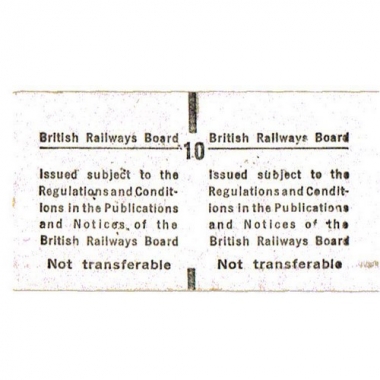 British Railways Board
Issued subject to the
Regulations and Condit-
ions in the Publications
and Notices of the
British Railways Board
Not transferable
10
British Railways Board
Issued subject to the
Regulations and Condit-
ions in the Publications
and Notices of the
British Railways Board
Not transferable